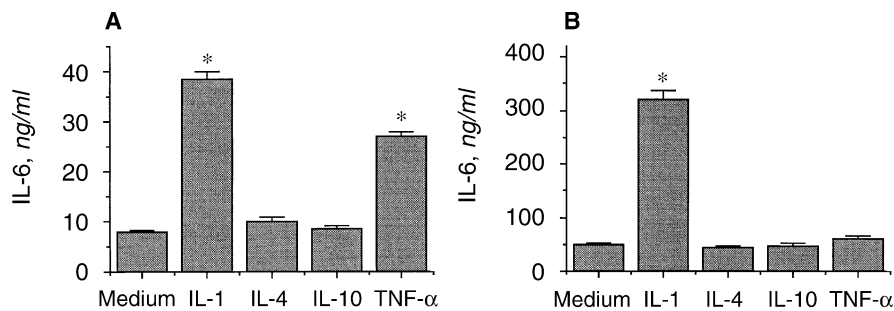 A
IL-6, ng/ml
40
30
20
10
0
*
*
Medium IL-1 IL-4 IL-10 TNF-α
B
IL-6, ng/ml
400
300
200
100
50
0
*
Medium IL-1 IL-4 IL-10 TNF-α